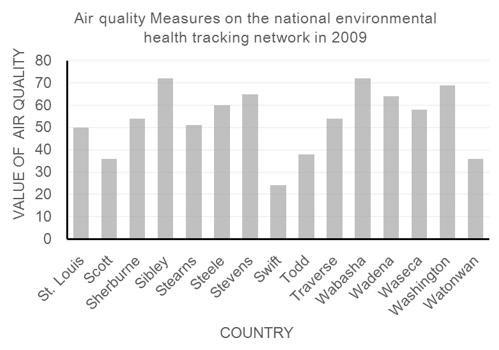 Air quality Measures on the national environmental
health tracking network in 2009
VALUE OF AIR QUALITY
80
70
60
50
40
30
20
10
0
St. Louis
Scott
Sherburne
Sibley
Stearns
Steele
Stevens
Swift
Todd
Traverse
Wabasha
Wadena
Waseca
Washington
Watonwan
COUNTRY